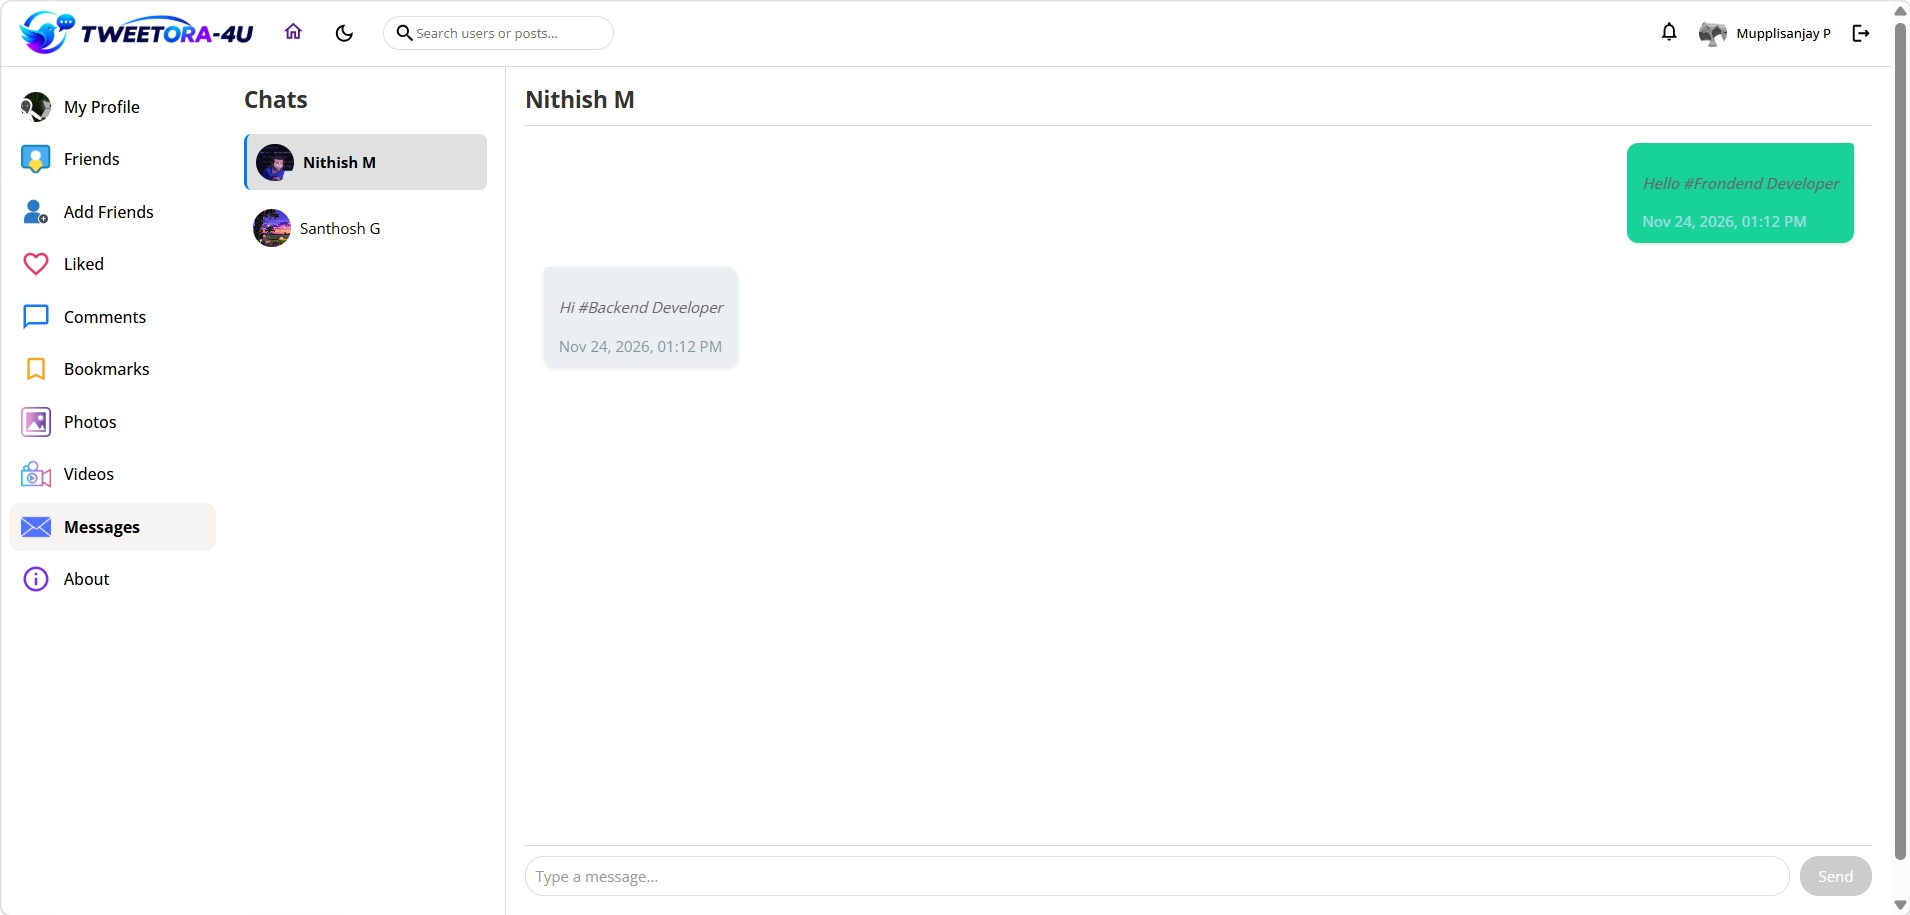 TWEETORA-4U
Search users or posts...
Mupplisanjay P
My Profile
Friends
Add Friends
Liked
Comments
Bookmarks
Photos
Videos
Messages
About
Chats
Nithish M
Santhosh G
Nithish M
Hello #Frondend Developer
Nov 24, 2026, 01:12 PM
Hi #Backend Developer
Nov 24, 2026, 01:12 PM
Type a message...
Send